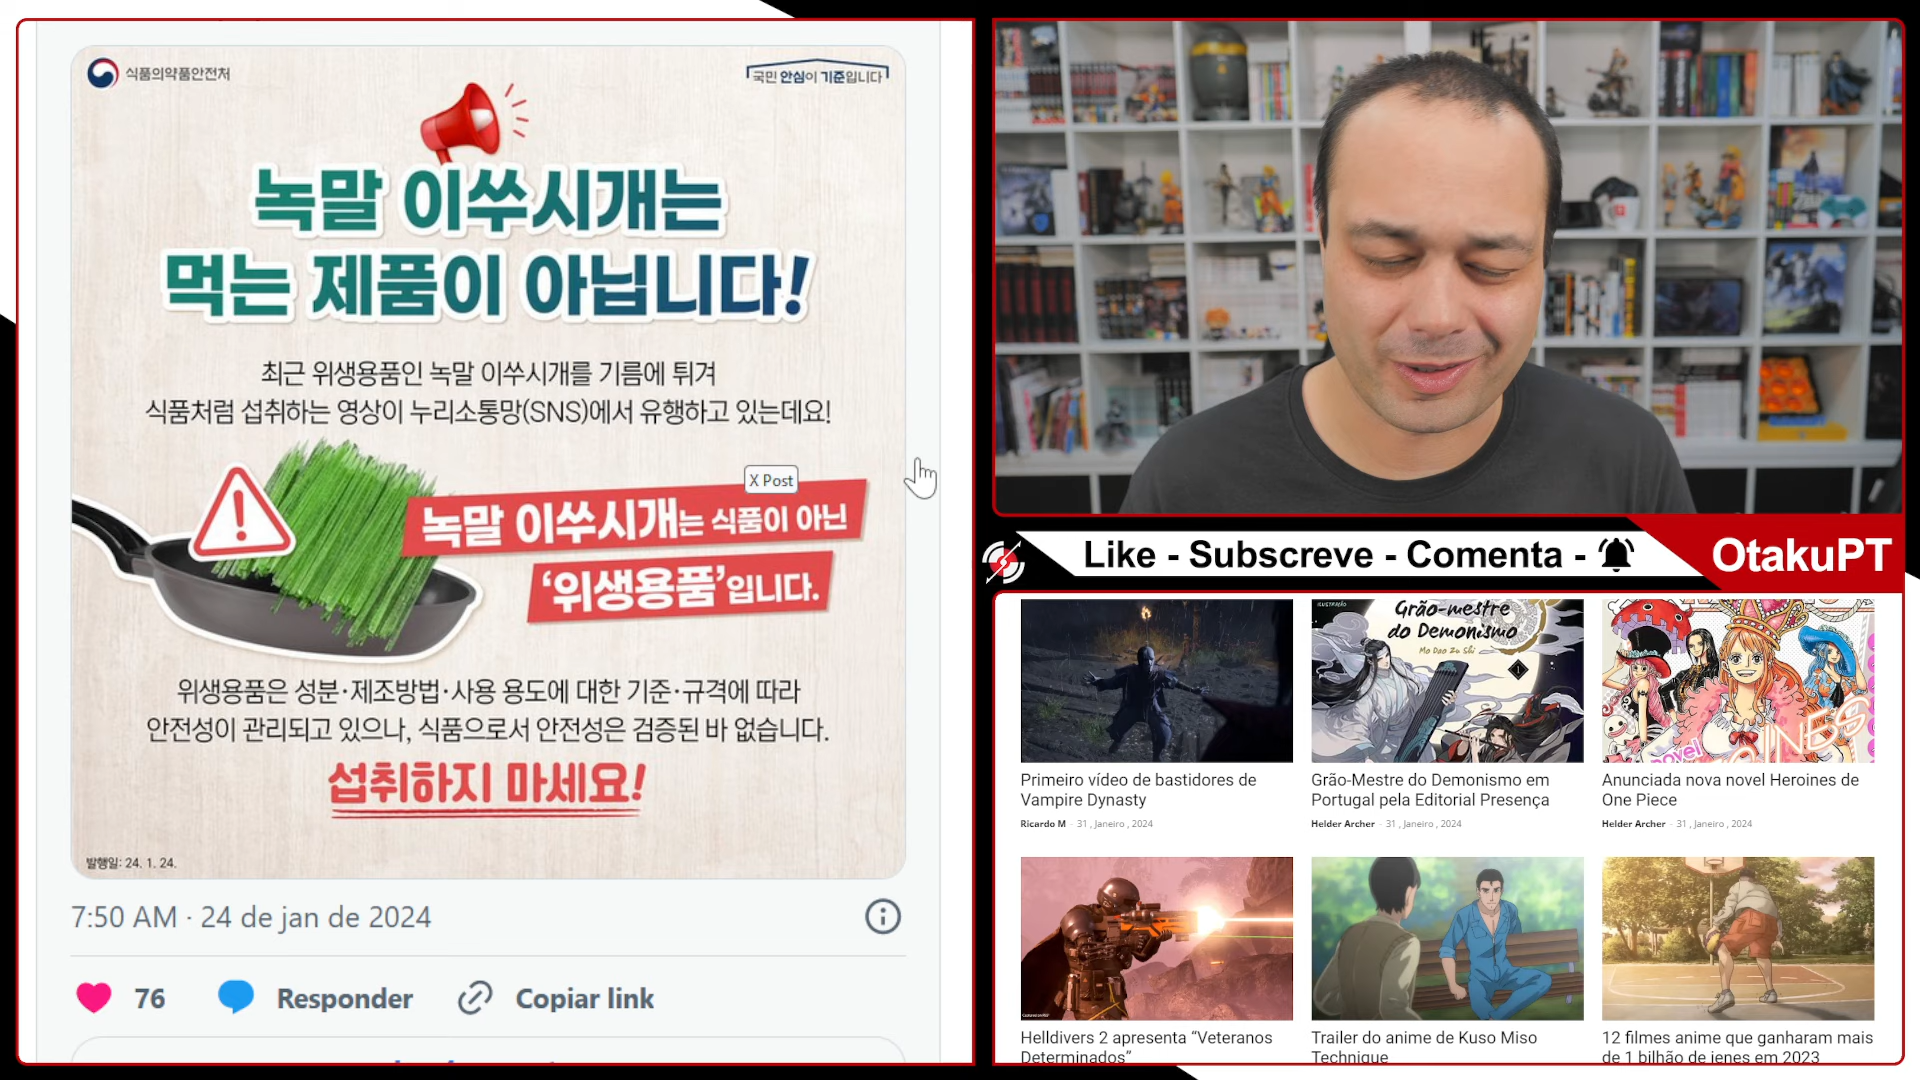 식품의약품안전처
국민 안심이 기준입니다
녹말 이쑤시개는
먹는 제품이 아닙니다!
최근 위생용품인 녹말 이쑤시개를 기름에 튀겨
식품처럼 섭취하는 영상이 누리소통망(SNS)에서 유행하고 있는데요!
X Post
녹말 이쑤시개는 식품이 아닌
'위생용품'입니다.
위생용품은 성분·제조방법·사용 용도에 대한 기준·규격에 따라
안전성이 관리되고 있으나, 식품으로서 안전성은 검증된 바 없습니다.
섭취하지 마세요!
발행일: 24. 1. 24.
7:50 AM · 24 de jan de 2024
76
Responder
Copiar link
Like - Subscreve - Comenta -
OtakuPT
Grão-mestre
do Demonismo
Mo Dao Zu Shi
1
novel
Primeiro vídeo de bastidores de
Vampire Dynasty
Ricardo M - 31 , Janeiro , 2024
Grão-Mestre do Demonismo em
Portugal pela Editorial Presença
Helder Archer - 31 , Janeiro , 2024
Anunciada nova novel Heroines de
One Piece
Helder Archer - 31 , Janeiro , 2024
Helldivers 2 apresenta “Veteranos
Determinados”
Trailer do anime de Kuso Miso
Technique
12 filmes anime que ganharam mais
de 1 bilhão de ienes em 2023